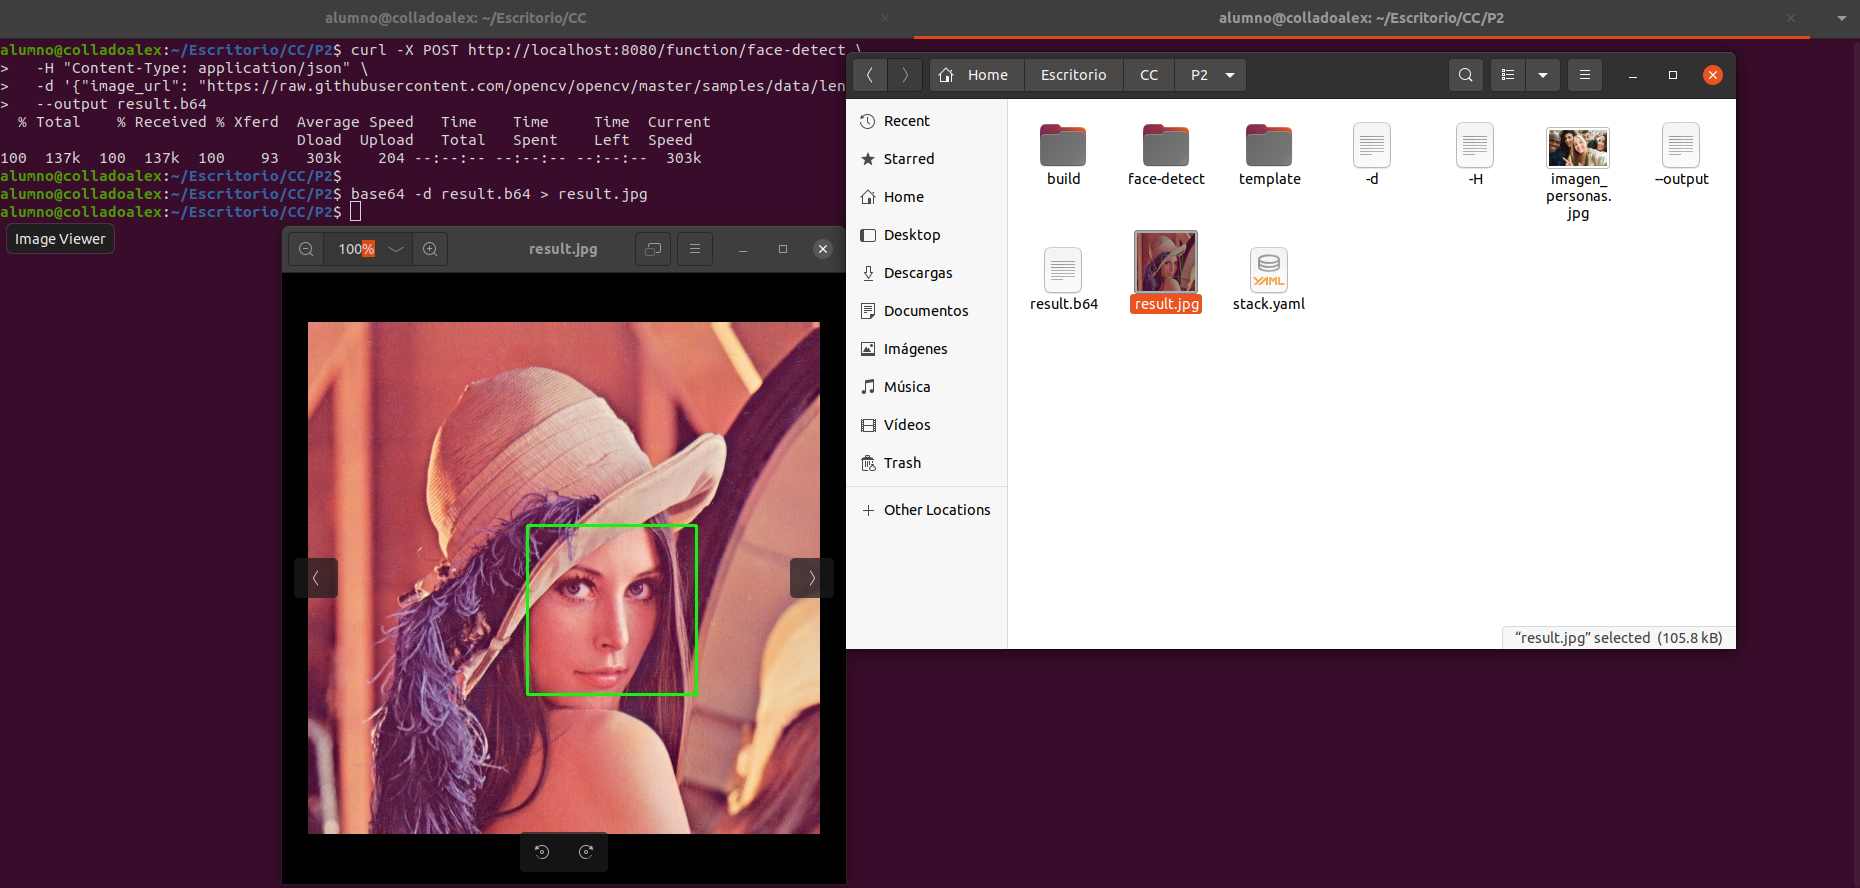 alumno@colladoalex: ~/Escritorio/CC
alumno@colladoalex: ~/Escritorio/CC/P2
alumno@colladoalex:~/Escritorio/CC/P2$ curl -X POST http://localhost:8080/function/face-detect \
>   -H "Content-Type: application/json" \
>   -d '{"image_url": "https://raw.githubusercontent.com/opencv/opencv/master/samples/data/len
>   --output result.b64
  % Total    % Received % Xferd  Average Speed   Time    Time     Time  Current
                                 Dload  Upload   Total   Spent    Left  Speed
100  137k  100  137k  100    93   303k    204 --:--:-- --:--:-- --:--:--  303k
alumno@colladoalex:~/Escritorio/CC/P2$
alumno@colladoalex:~/Escritorio/CC/P2$ base64 -d result.b64 > result.jpg
alumno@colladoalex:~/Escritorio/CC/P2$
Image Viewer
100%
result.jpg
Home
Escritorio
CC
P2
Recent
Starred
Home
Desktop
Descargas
Documentos
Imágenes
Música
Vídeos
Trash
Other Locations
build
face-detect
template
-d
-H
imagen_
personas.
jpg
--output
result.b64
result.jpg
YAML
stack.yaml
"result.jpg" selected (105.8 kB)